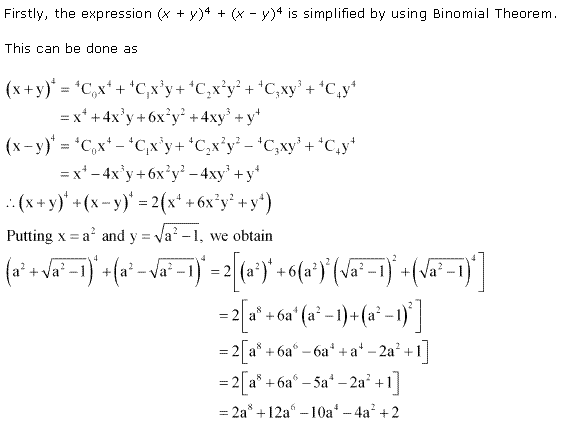 Firstly, the expression (x + y)⁴ + (x – y)⁴ is simplified by using Binomial Theorem.
This can be done as
(x+y)⁴ = ⁴C₀x⁴ + ⁴C₁x³y + ⁴C₂x²y² + ⁴C₃xy³ + ⁴C₄y⁴
= x⁴ + 4x³y + 6x²y² + 4xy³ + y⁴
(x–y)⁴ = ⁴C₀x⁴ – ⁴C₁x³y + ⁴C₂x²y² – ⁴C₃xy³ + ⁴C₄y⁴
= x⁴ – 4x³y + 6x²y² – 4xy³ + y⁴
∴ (x+y)⁴ + (x–y)⁴ = 2(x⁴ + 6x²y² + y⁴)
Putting x = a² and y = √(a² – 1), we obtain
(a² + √(a² – 1))⁴ + (a² – √(a² – 1))⁴ = 2[(a²)⁴ + 6(a²)²(√(a² – 1))² + (√(a² – 1))⁴]
= 2[a⁸ + 6a⁴(a² – 1) + (a² – 1)²]
= 2[a⁸ + 6a⁶ – 6a⁴ + a⁴ – 2a² + 1]
= 2[a⁸ + 6a⁶ – 5a⁴ – 2a² + 1]
= 2a⁸ + 12a⁶ – 10a⁴ – 4a² + 2